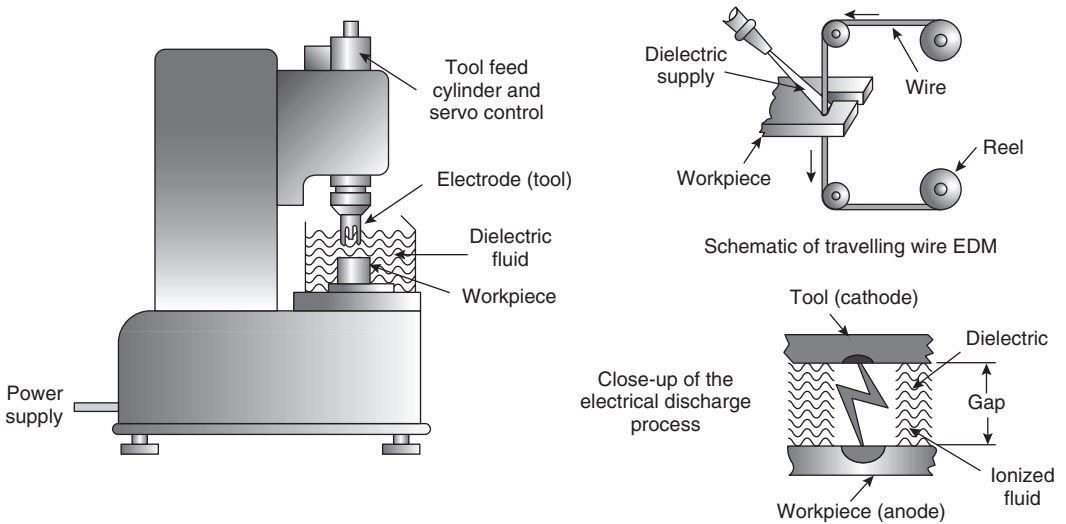 Tool feed
cylinder and
servo control
Electrode (tool)
Dielectric
fluid
Workpiece
Power
supply
Dielectric
supply
Wire
Workpiece
Reel
Schematic of travelling wire EDM
Tool (cathode)
Dielectric
Close-up of the
electrical discharge
process
Gap
Ionized
fluid
Workpiece (anode)